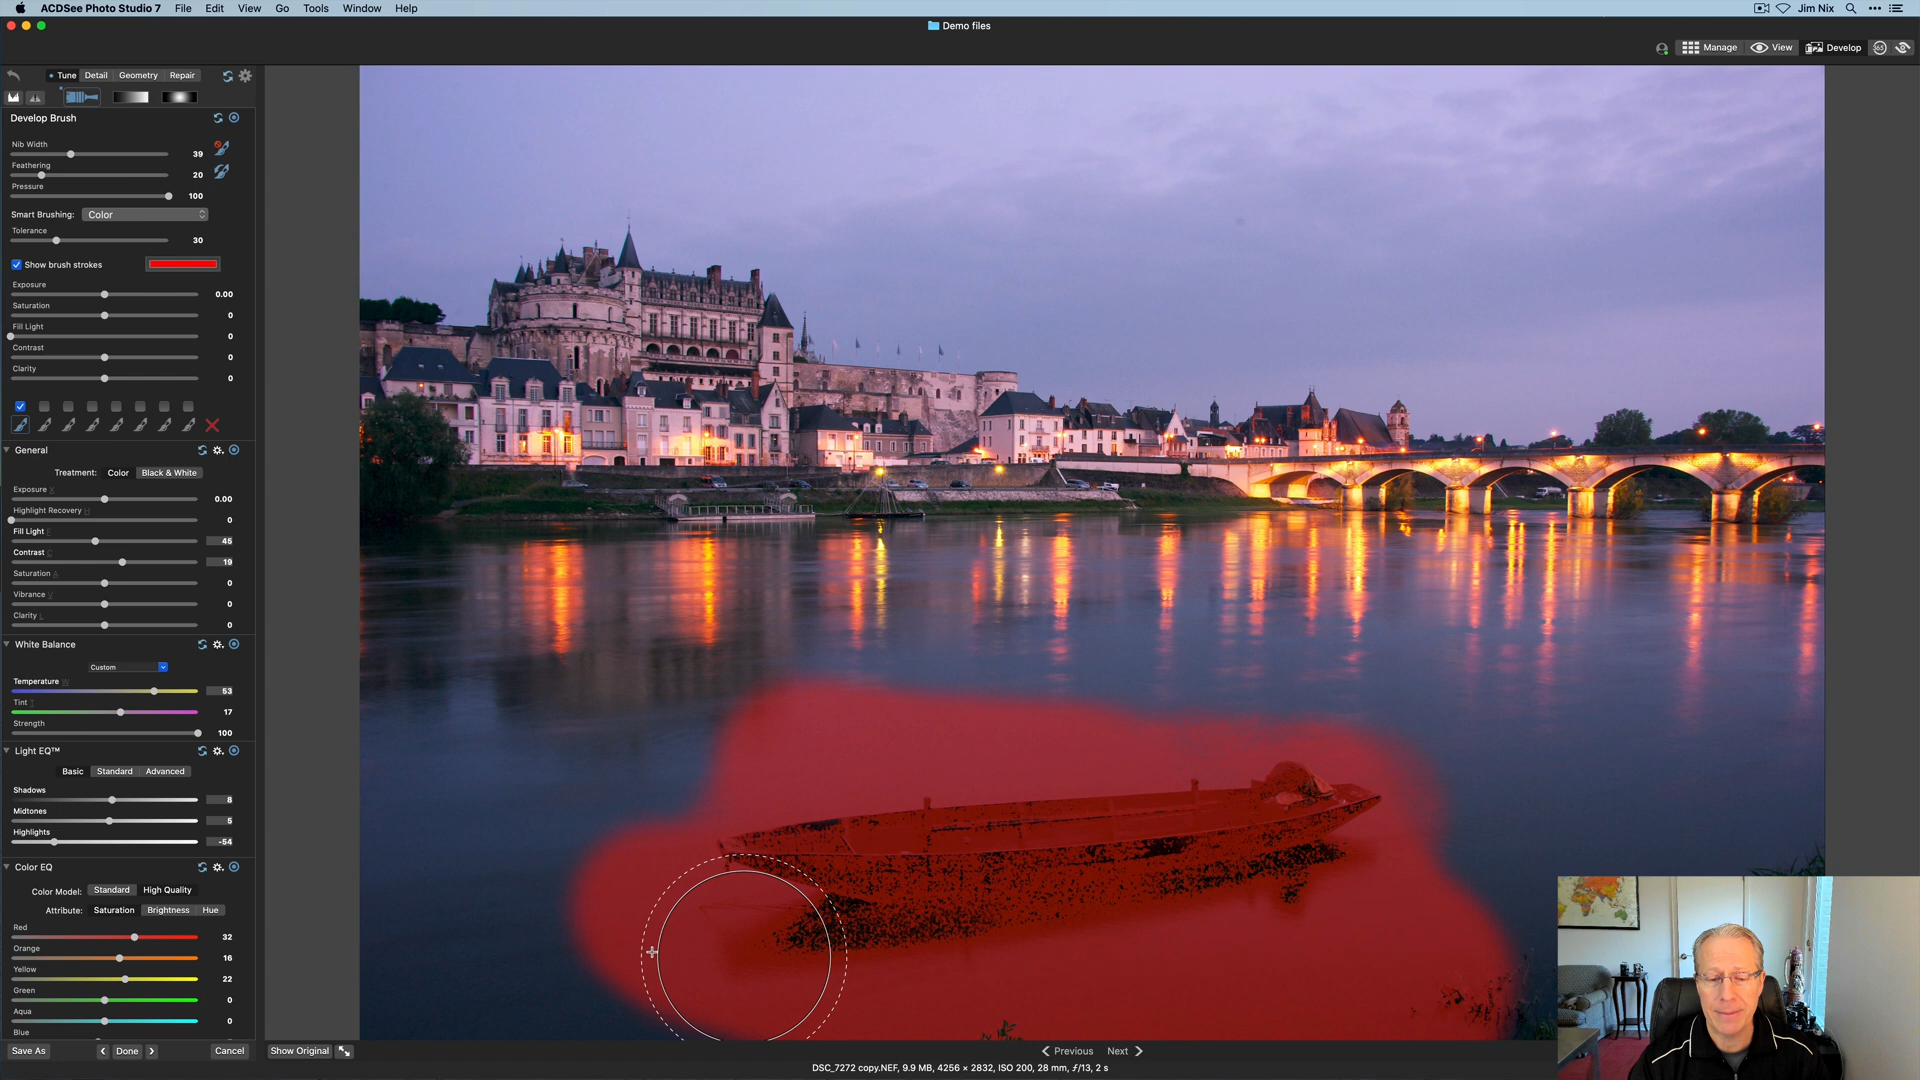 ACDSee Photo Studio 7 File Edit View Go Tools Window Help Jim Nix
Demo files
Manage View Develop 365
Tune Detail Geometry Repair
Develop Brush
Nib Width
39
Feathering
20
Pressure
100
Smart Brushing: Color
Tolerance
30
Show brush strokes
Exposure
0.00
Saturation
0
Fill Light
0
Contrast
0
Clarity
0
General
Treatment: Color Black & White
Exposure X
0.00
Highlight Recovery H
0
Fill Light F
45
Contrast C
19
Saturation A
0
Vibrance V
0
Clarity L
0
White Balance
Custom
Temperature W
53
Tint I
17
Strength
100
Light EQ™
Basic Standard Advanced
Shadows
8
Midtones
5
Highlights
-54
Color EQ
Color Model: Standard High Quality
Attribute: Saturation Brightness Hue
Red
32
Orange
16
Yellow
22
Green
0
Aqua
0
Blue
Save As Done Cancel Show Original Previous Next
DSC_7272 copy.NEF, 9.9 MB, 4256 × 2832, ISO 200, 28 mm, ƒ/13, 2 s